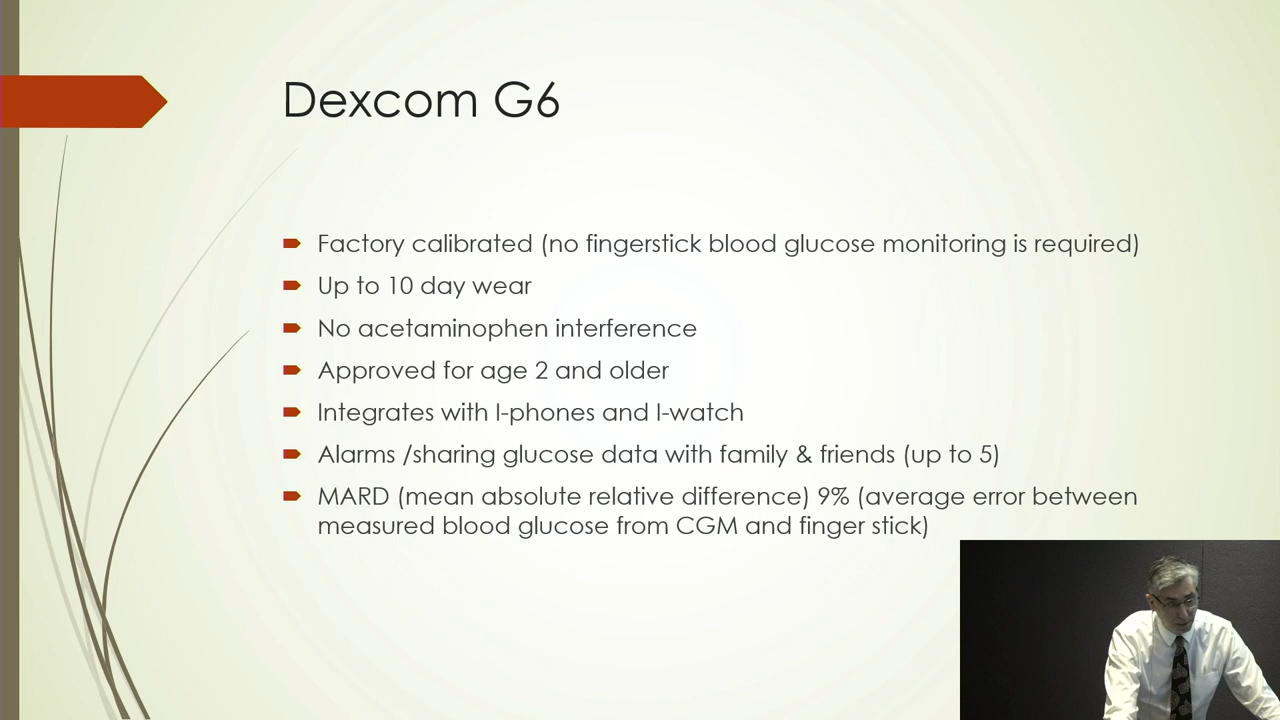 Dexcom G6
Factory calibrated (no fingerstick blood glucose monitoring is required)
Up to 10 day wear
No acetaminophen interference
Approved for age 2 and older
Integrates with I-phones and I-watch
Alarms /sharing glucose data with family & friends (up to 5)
MARD (mean absolute relative difference) 9% (average error between
measured blood glucose from CGM and finger stick)